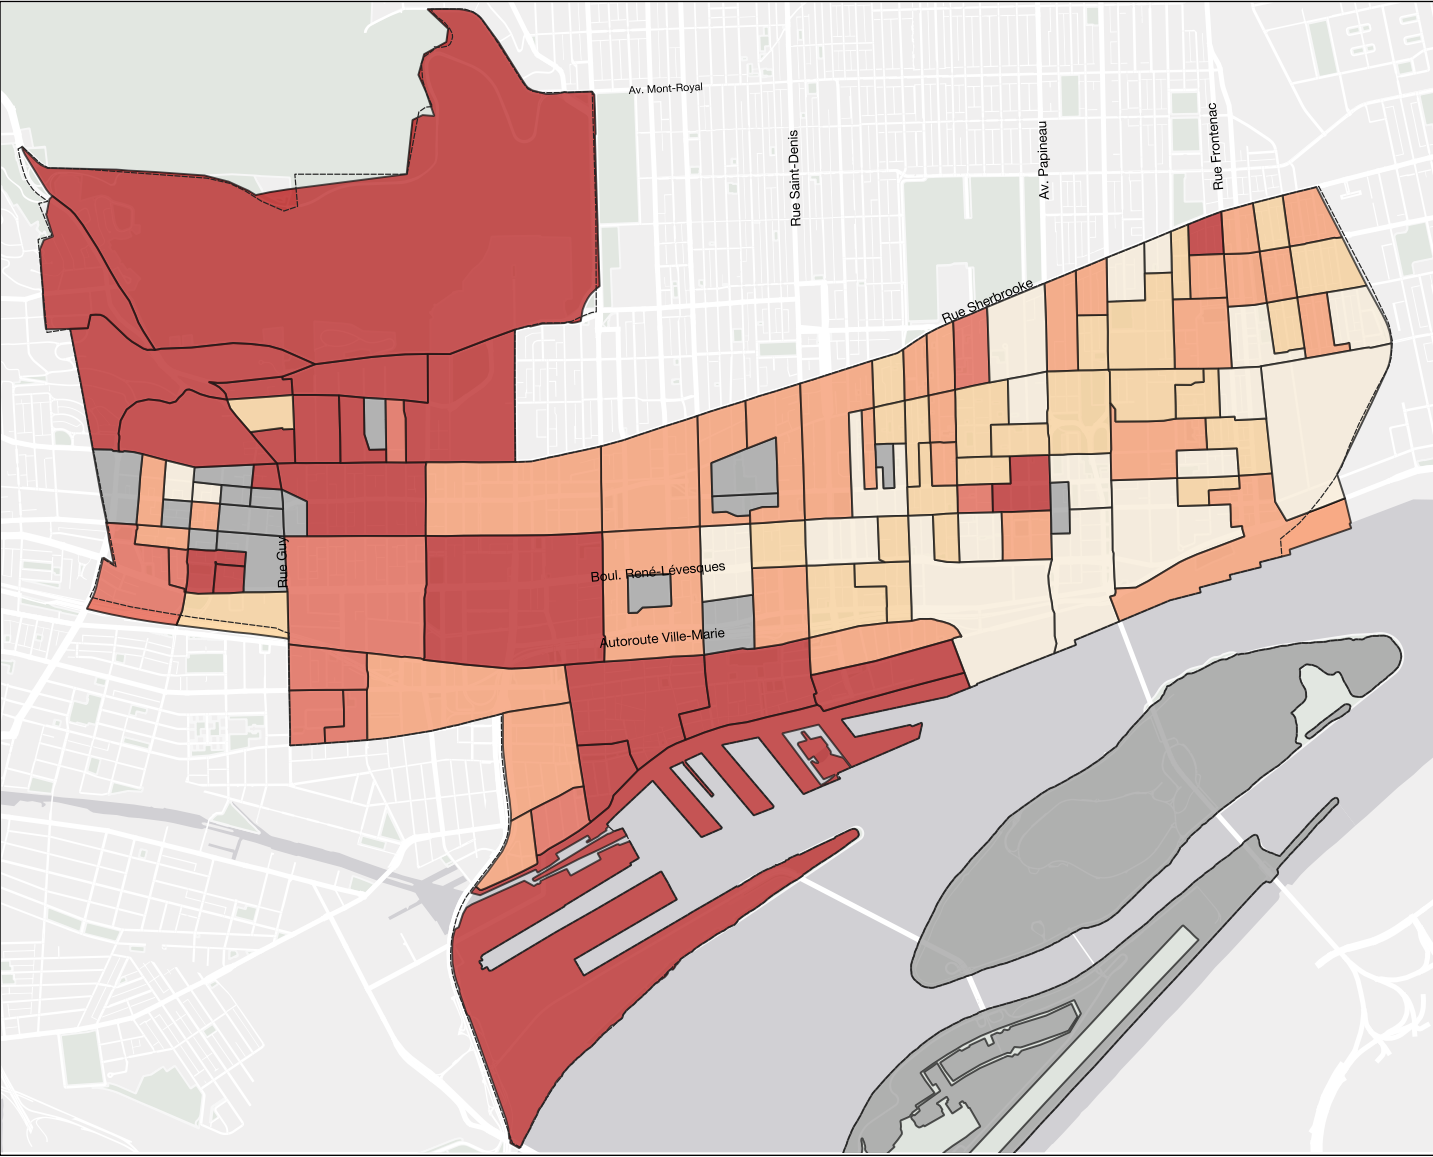 Av. Mont-Royal
Rue Saint-Denis
Av. Papineau
Rue Frontenac
Rue Sherbrooke
Rue Guy
Boul. René-Lévesques
Autoroute Ville-Marie